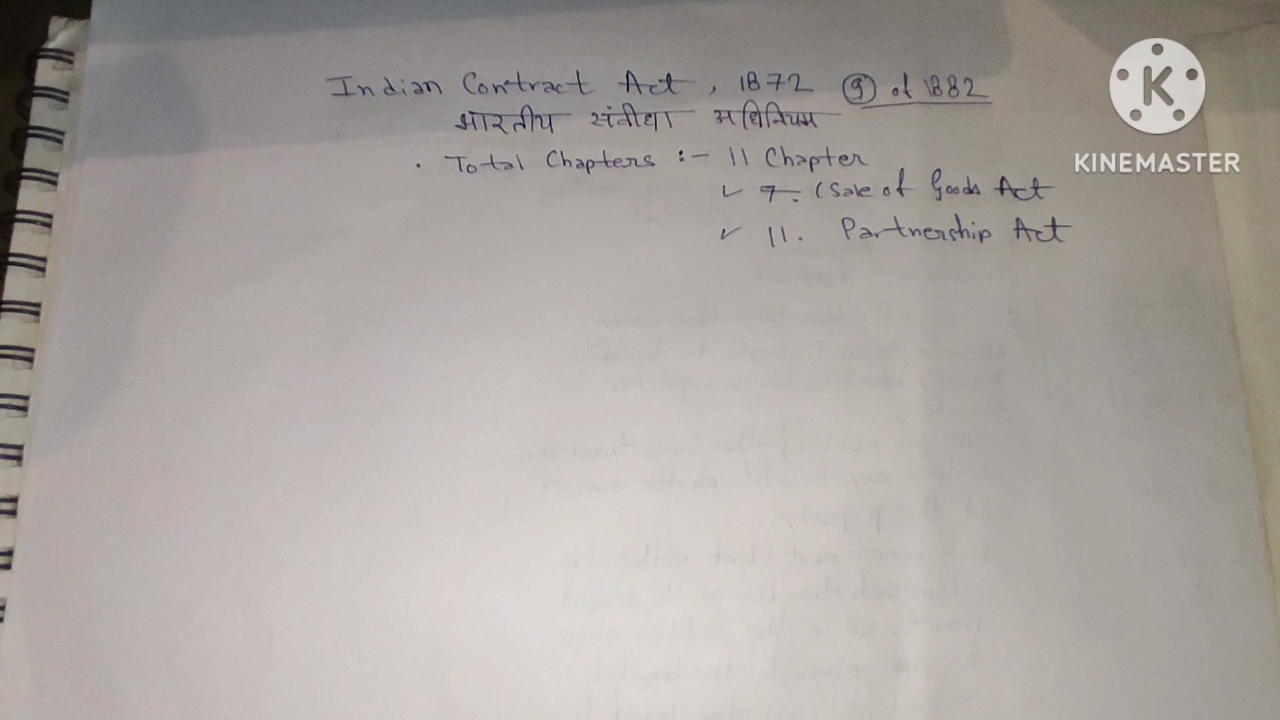 Indian Contract Act, 1872 (9) of 1882
भारतीय संवीधा अधिनियम
K
KINEMASTER
· Total Chapters :- 11 Chapter
✓ 7. (Sale of Goods Act
✓ 11. Partnership Act